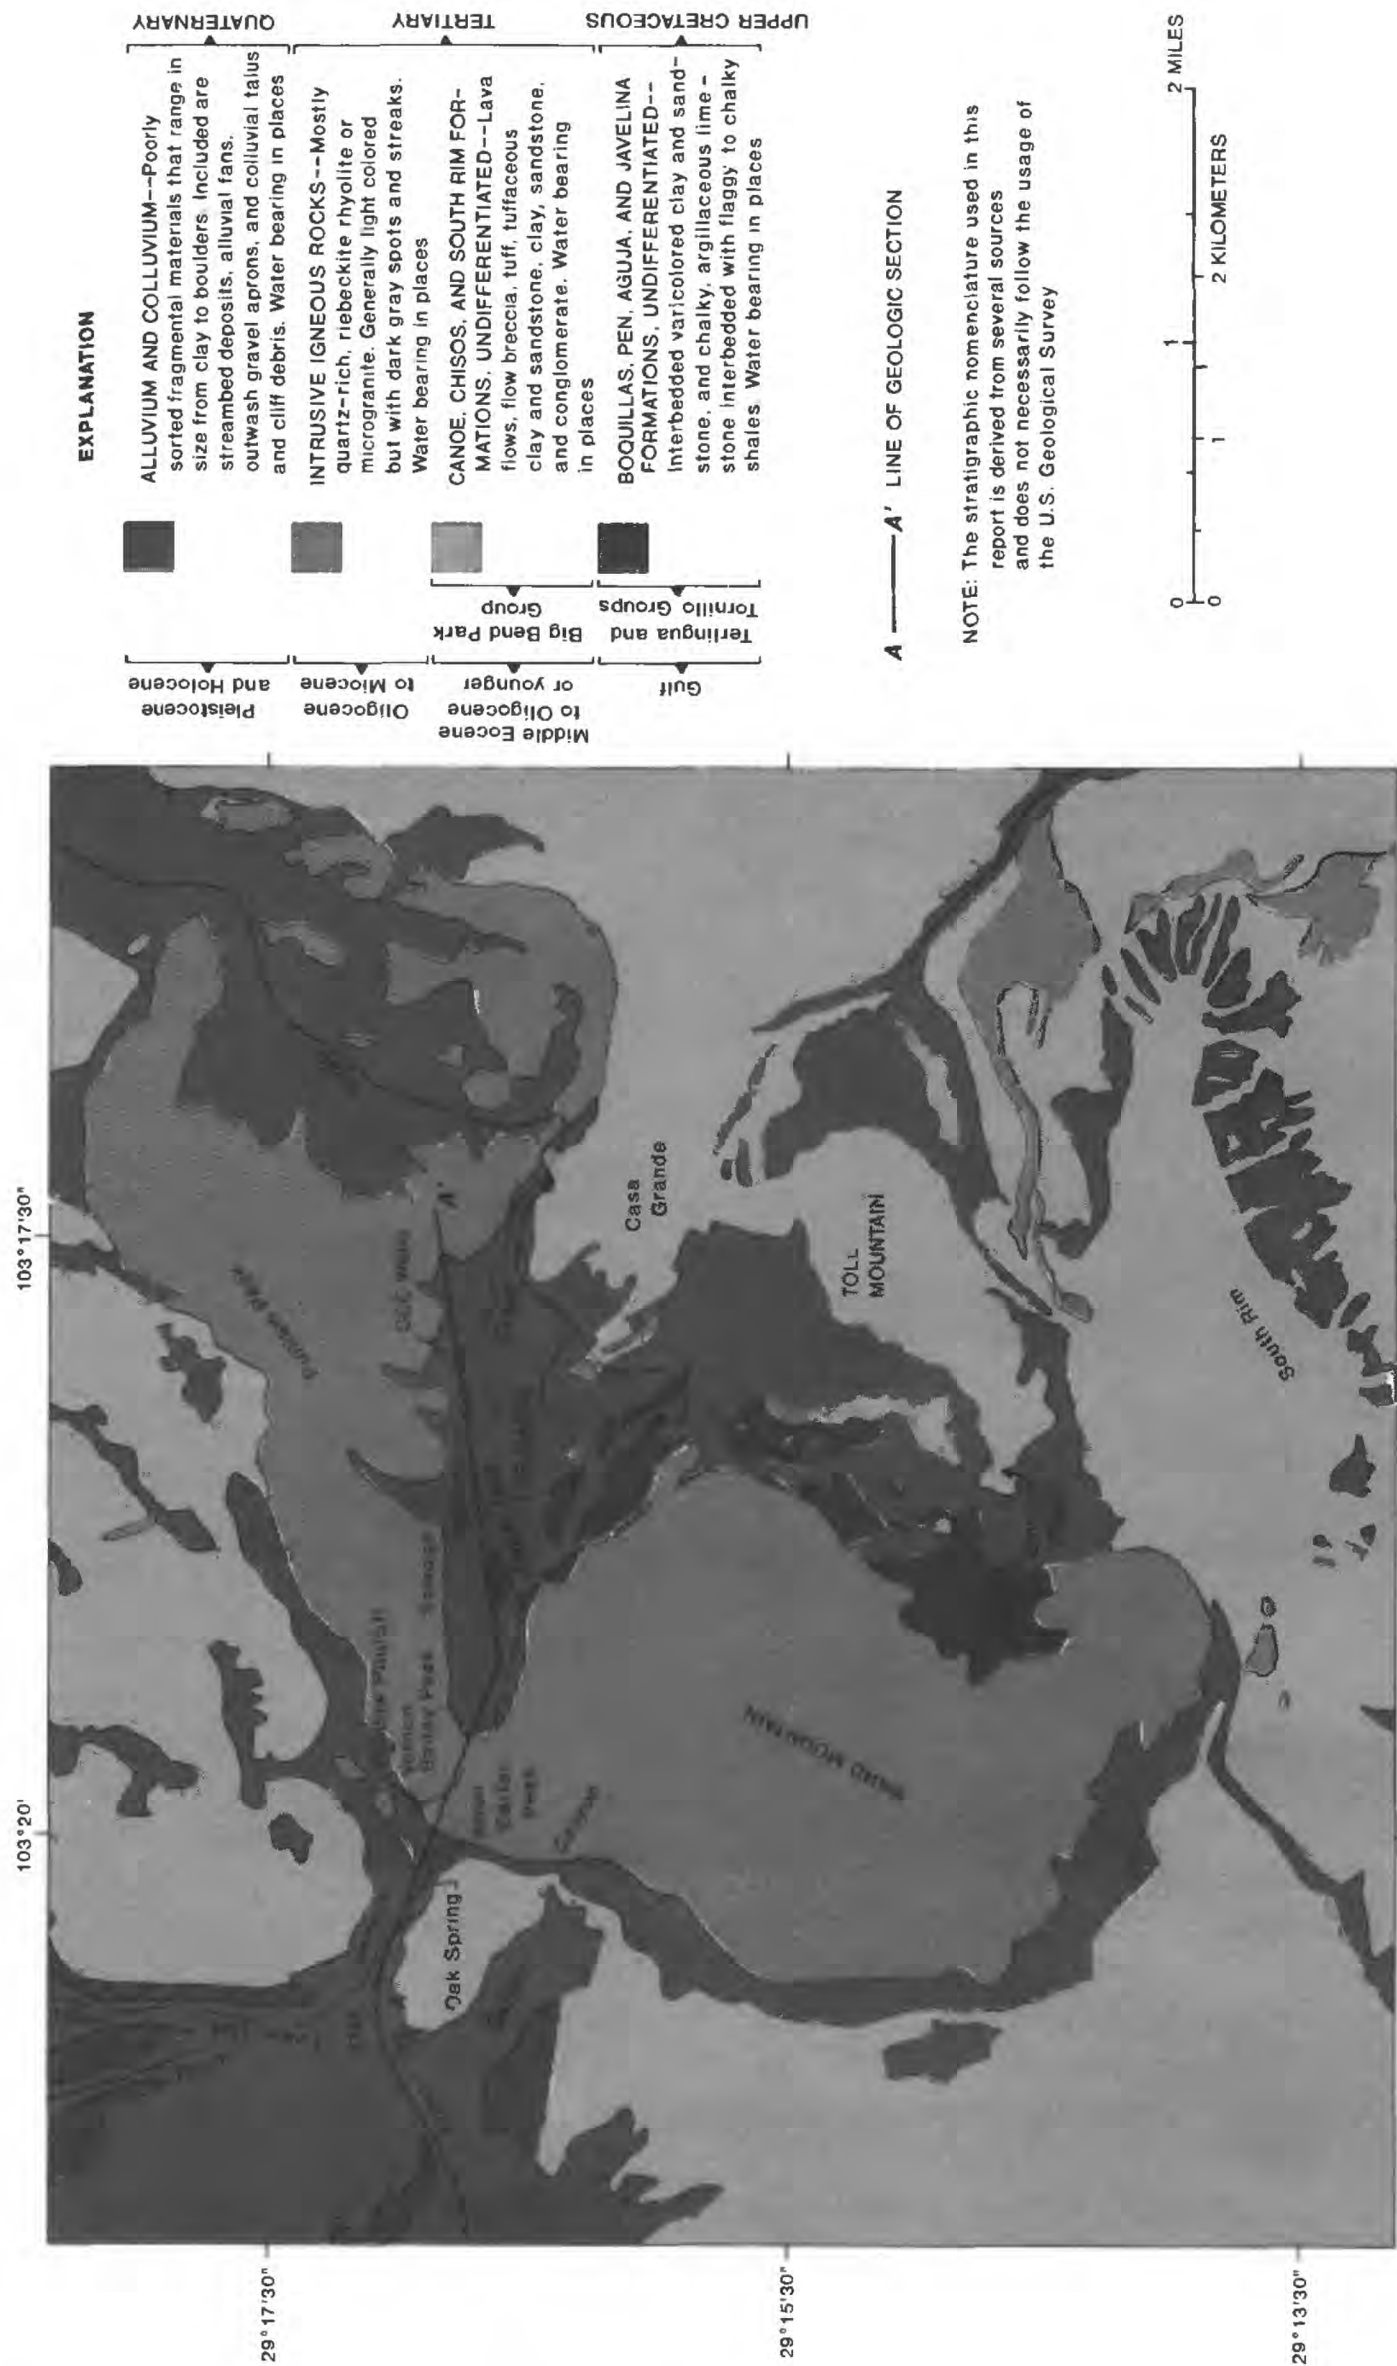 103°20'
103°17'30"
29°17'30"
29°15'30"
29°13'30"
Pulliam Peak
CCC Well
A'
Casa
Grande
TOLL
MOUNTAIN
South Rim
Vernon
Bailey Peak
Ward
Carter
Peak
Oak Spring
WARD MOUNTAIN
EXPLANATION
Pleistocene
and Holocene
ALLUVIUM AND COLLUVIUM--Poorly
sorted fragmental materials that range in
size from clay to boulders. Included are
streambed deposits, alluvial fans.
outwash gravel aprons, and colluvial talus
and cliff debris. Water bearing in places
QUATERNARY
Oligocene
to Miocene
INTRUSIVE IGNEOUS ROCKS--Mostly
quartz-rich, riebeckite rhyolite or
microgranite. Generally light colored
but with dark gray spots and streaks.
Water bearing in places
TERTIARY
Middle Eocene
to Oligocene
or younger
Big Bend Park
Group
CANOE, CHISOS, AND SOUTH RIM FOR-
MATIONS, UNDIFFERENTIATED--Lava
flows, flow breccia, tuff, tuffaceous
clay and sandstone, clay, sandstone,
and conglomerate. Water bearing
in places
Gulf
Terlingua and
Tornillo Groups
BOQUILLAS, PEN, AGUJA, AND JAVELINA
FORMATIONS, UNDIFFERENTIATED--
Interbedded varicolored clay and sand-
stone, and chalky, argillaceous lime-
stone interbedded with flaggy to chalky
shales. Water bearing in places
UPPER CRETACEOUS
A A' LINE OF GEOLOGIC SECTION
NOTE: The stratigraphic nomenclature used in this
report is derived from several sources
and does not necessarily follow the usage of
the U.S. Geological Survey
0 1 2 MILES
0 1 2 KILOMETERS